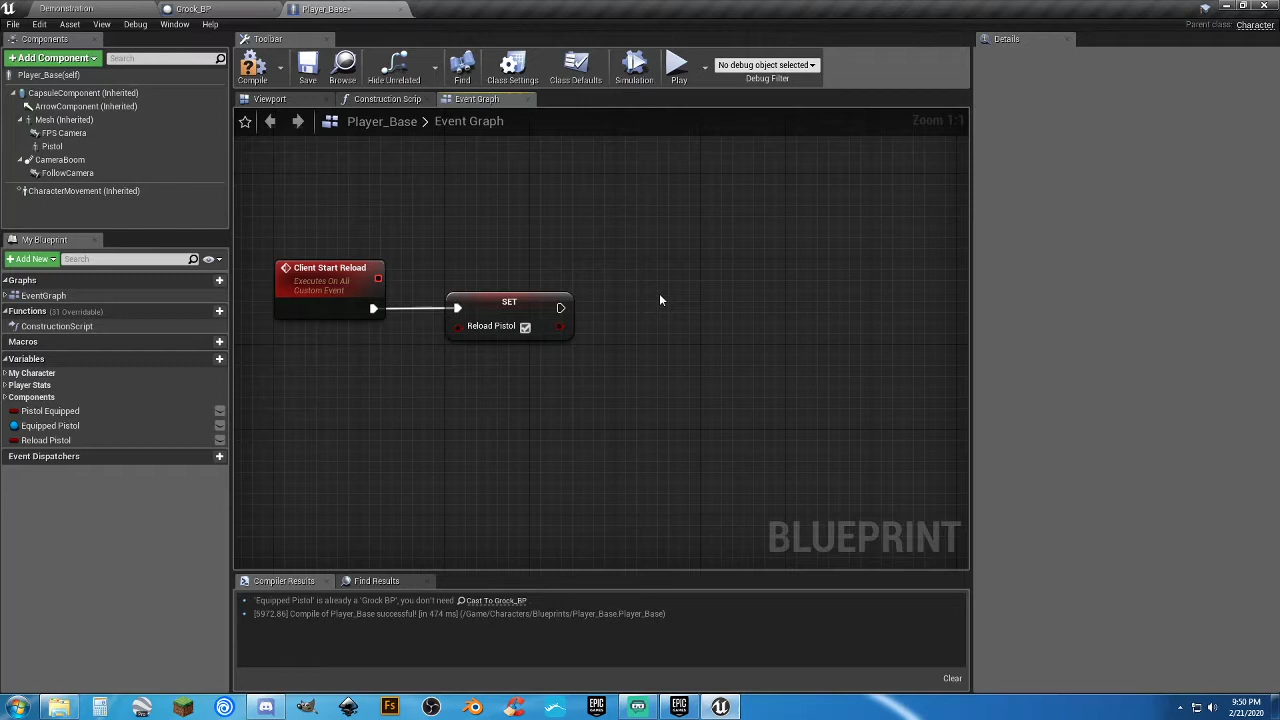 Demonstration
Grock_BP
Player_Base*
File Edit Asset View Debug Window Help
Parent class: Character
Components
Toolbar
Details
+Add Component
Search
Player_Base(self)
CapsuleComponent (Inherited)
ArrowComponent (Inherited)
Mesh (Inherited)
FPS Camera
Pistol
CameraBoom
FollowCamera
CharacterMovement (Inherited)
Compile Save Browse Hide Unrelated Find Class Settings Class Defaults Simulation Play
No debug object selected
Debug Filter
Viewport
Construction Scrip
Event Graph
Player_Base > Event Graph
Zoom 1:1
Client Start Reload
Executes On All
Custom Event
SET
Reload Pistol
BLUEPRINT
My Blueprint
+Add New
Search
Graphs
EventGraph
Functions (31 Overridable)
ConstructionScript
Macros
Variables
My Character
Player Stats
Components
Pistol Equipped
Equipped Pistol
Reload Pistol
Event Dispatchers
Compiler Results
Find Results
'Equipped Pistol' is already a 'Grock BP', you don't need Cast To Grock_BP
[5972.86] Compile of Player_Base successful! [in 474 ms] (/Game/Characters/Blueprints/Player_Base.Player_Base)
Clear
Fs
EPIC GAMES
EPIC GAMES
9:50 PM
2/21/2020